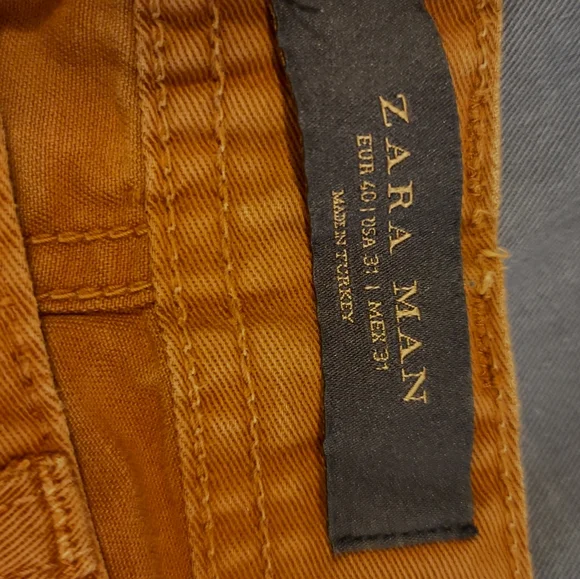 ZARA MAN
EUR 40 | USA 31 | MEX 31
MADE IN TURKEY